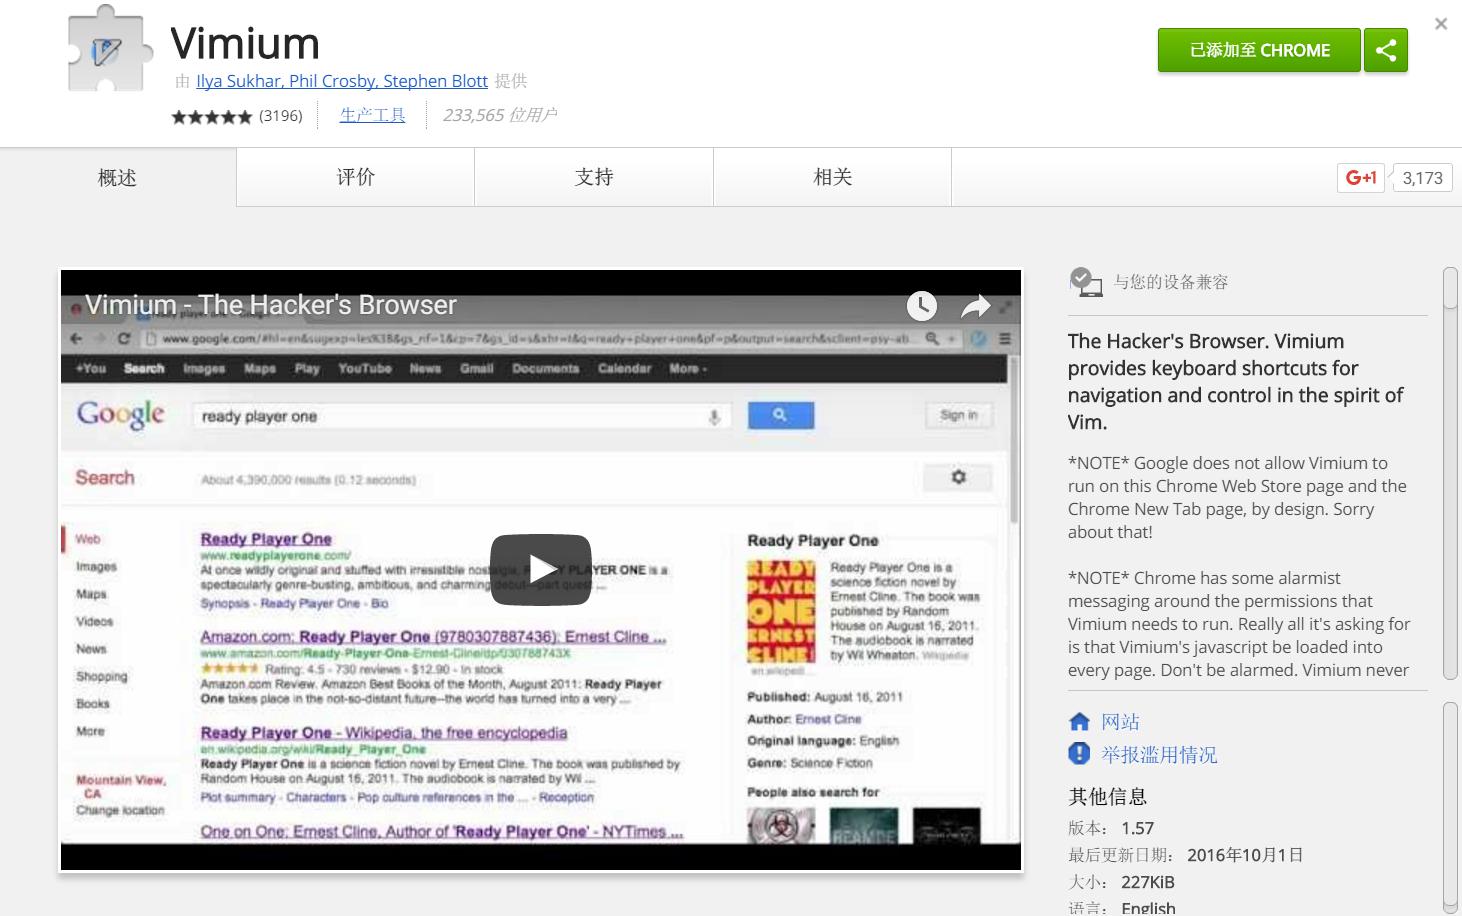 Vimium
由 Ilya Sukhar, Phil Crosby, Stephen Blott 提供
(3196) 生产工具 233,565 位用户
已添加至 CHROME
概述 评价 支持 相关
G+1 3,173
Vimium - The Hacker's Browser
www.google.com/#hl=en&sugexp=les%3B&gs_nf=1&cp=7&gs_id=s&xhr=t&q=ready+player+one&pf=p&output=search&sclient=psy-ab...
+You Search Images Maps Play YouTube News Gmail Documents Calendar More
Google ready player one Sign in
Search About 4,390,000 results (0.12 seconds)
Web
Images
Maps
Videos
News
Shopping
Books
More
Mountain View,
CA
Change location
Ready Player One
www.readyplayerone.com/
At once wildly original and stuffed with irresistible PLAYER ONE is a
spectacularly genre-busting, ambitious, and charming ...
Synopsis - Ready Player One - Bio
Amazon.com: Ready Player One (9780307887436): Ernest Cline ...
www.amazon.com/Ready-Player-One-Ernest-Cline/dp/030788743X
Rating: 4.5 - 730 reviews - $12.90 - In stock
Amazon.com Review. Amazon Best Books of the Month, August 2011: Ready Player
One takes place in the not-so-distant future--the world has turned into a very ...
Ready Player One - Wikipedia, the free encyclopedia
en.wikipedia.org/wiki/Ready_Player_One
Ready Player One is a science fiction novel by Ernest Cline. The book was published by
Random House on August 16, 2011. The audiobook is narrated by Wil ...
Plot summary - Characters - Pop culture references in the ... - Reception
One on One: Ernest Cline, Author of 'Ready Player One' - NYTimes ...
Ready Player One
READY
PLAYER
ONE
ERNEST
CLINE
Ready Player One is a
science fiction novel by
Ernest Cline. The book was
published by Random
House on August 16, 2011.
The audiobook is narrated
by Wil Wheaton. Wikipedia
en.wikipedi...
Published: August 16, 2011
Author: Ernest Cline
Original language: English
Genre: Science Fiction
People also search for
REAMDE
与您的设备兼容
The Hacker's Browser. Vimium
provides keyboard shortcuts for
navigation and control in the spirit of
Vim.
*NOTE* Google does not allow Vimium to
run on this Chrome Web Store page and the
Chrome New Tab page, by design. Sorry
about that!
*NOTE* Chrome has some alarmist
messaging around the permissions that
Vimium needs to run. Really all it's asking for
is that Vimium's javascript be loaded into
every page. Don't be alarmed. Vimium never
网站
举报滥用情况
其他信息
版本： 1.57
最后更新日期： 2016年10月1日
大小： 227KiB
语言： English